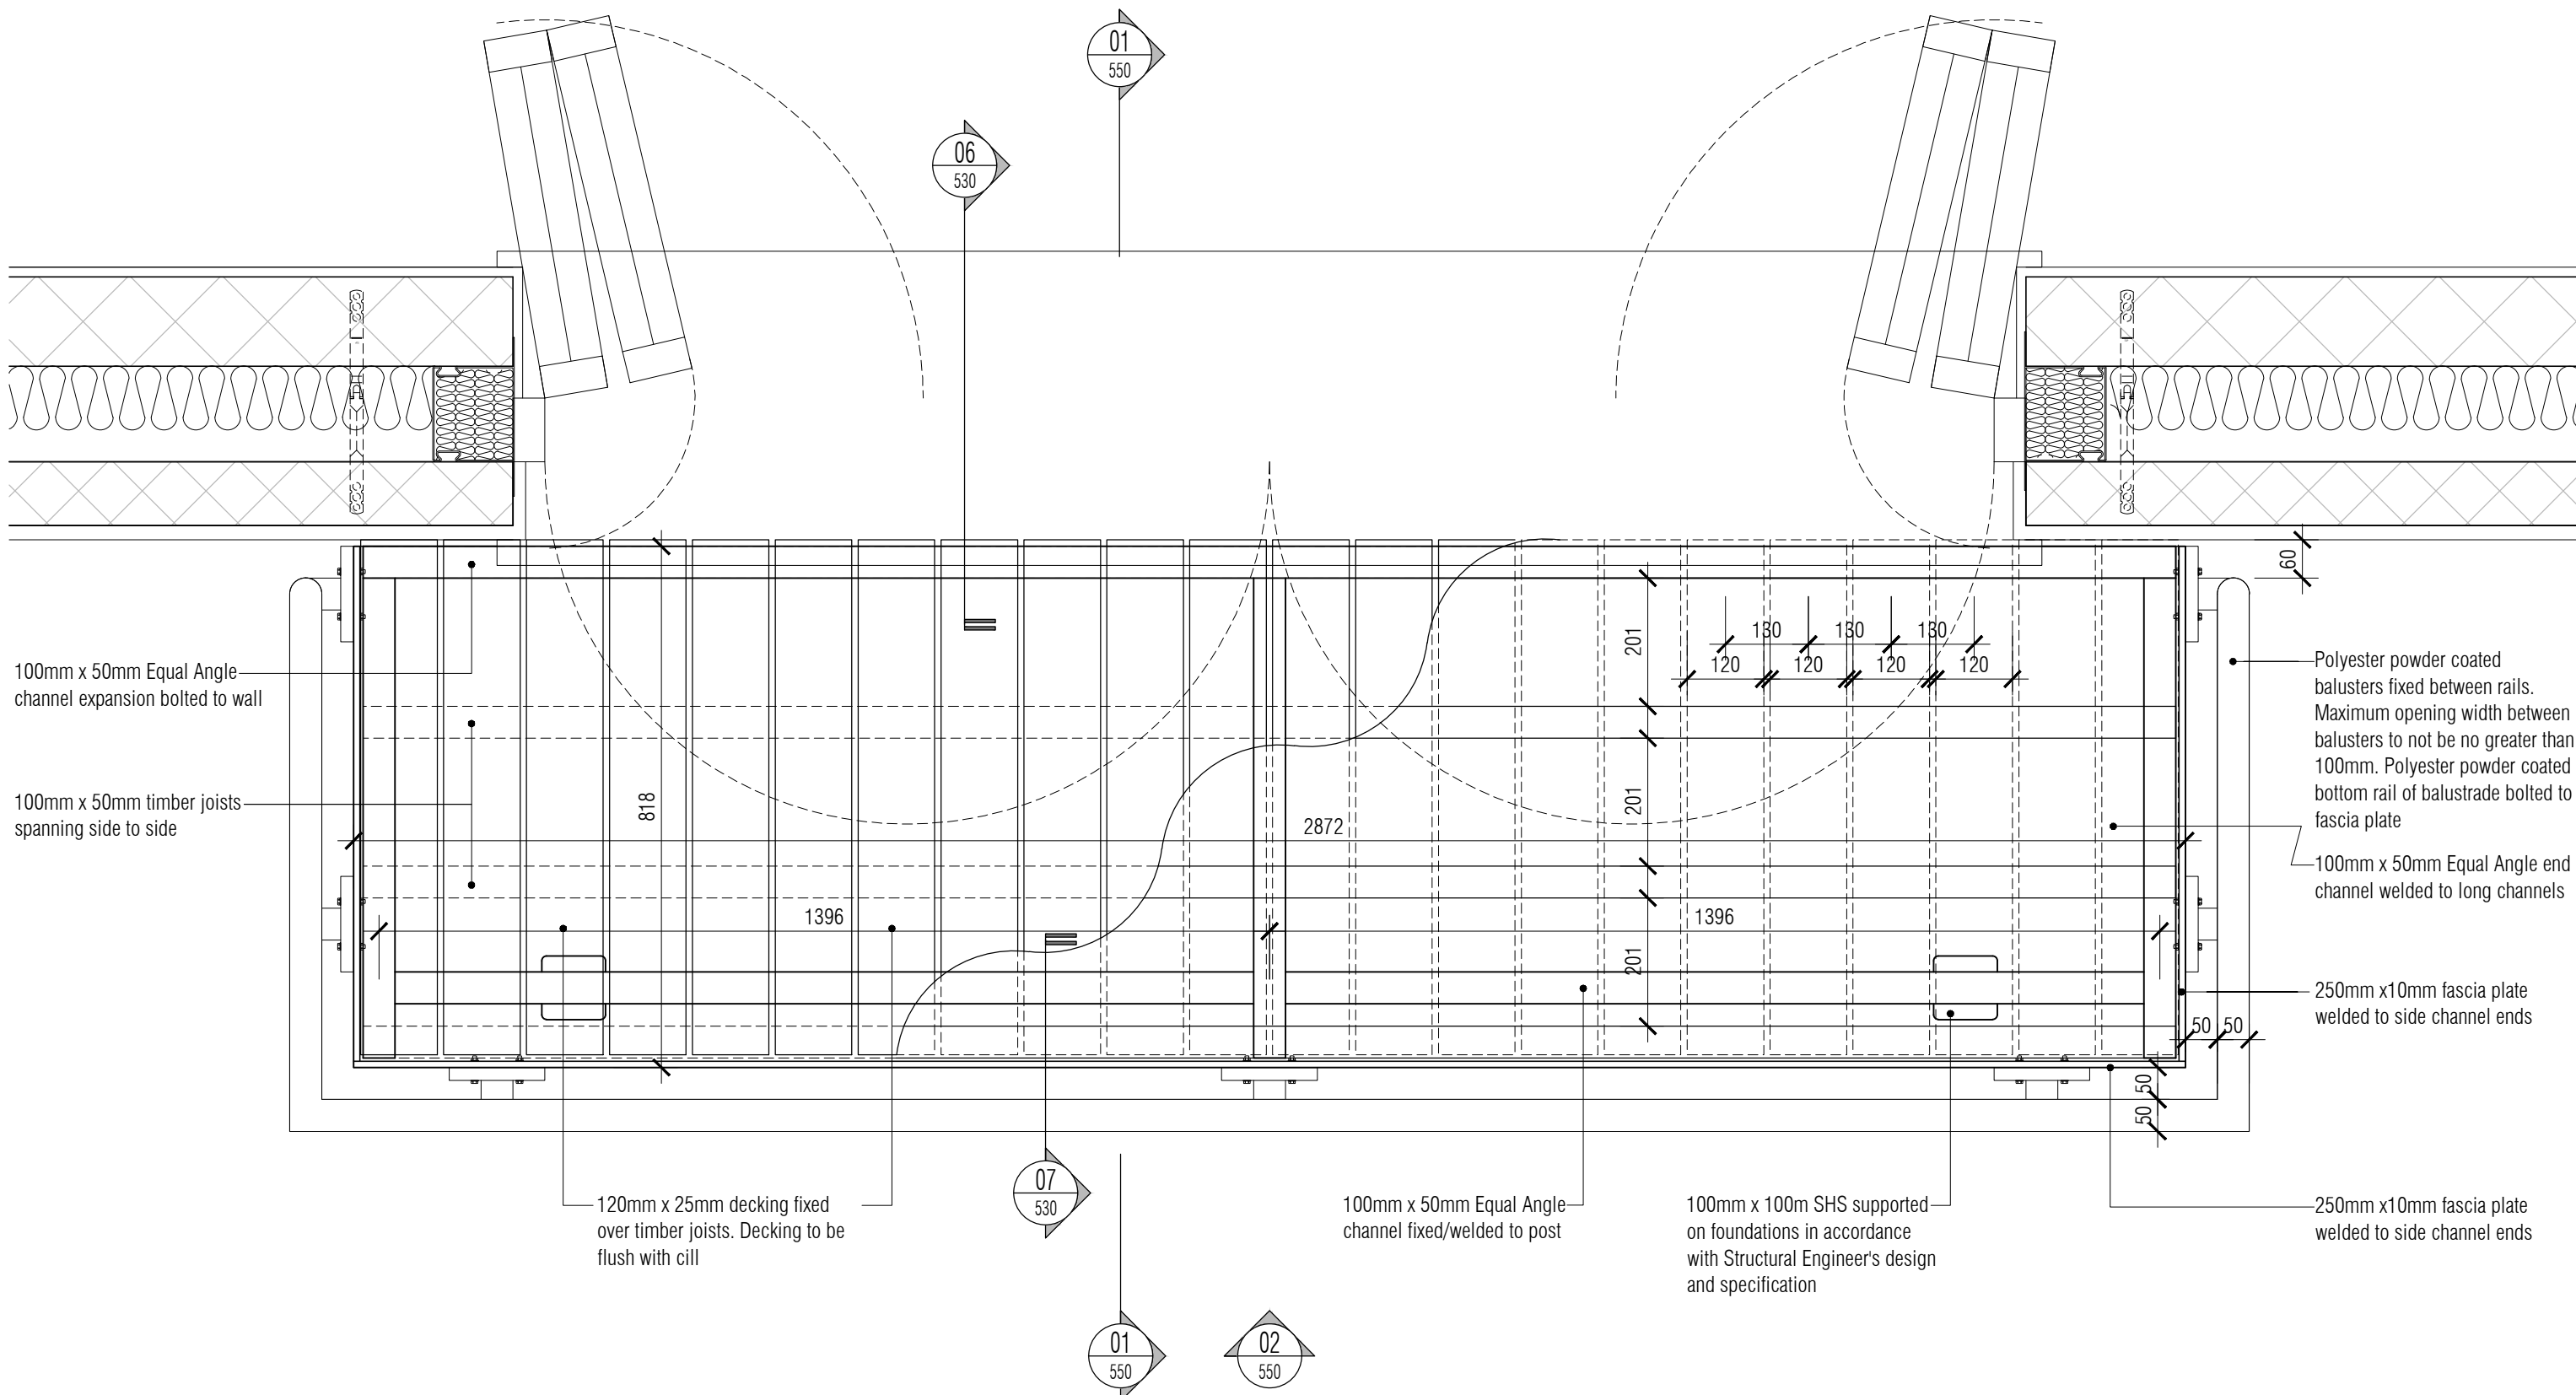 01
550
06
530
60
130
130
130
120
120
120
120
201
201
201
818
2872
1396
1396
50
50
50
50
100mm x 50mm Equal Angle
channel expansion bolted to wall
100mm x 50mm timber joists
spanning side to side
Polyester powder coated
balusters fixed between rails.
Maximum opening width between
balusters to not be no greater than
100mm. Polyester powder coated
bottom rail of balustrade bolted to
fascia plate
100mm x 50mm Equal Angle end
channel welded to long channels
250mm x10mm fascia plate
welded to side channel ends
120mm x 25mm decking fixed
over timber joists. Decking to be
flush with cill
07
530
100mm x 50mm Equal Angle
channel fixed/welded to post
100mm x 100m SHS supported
on foundations in accordance
with Structural Engineer's design
and specification
250mm x10mm fascia plate
welded to side channel ends
01
550
02
550